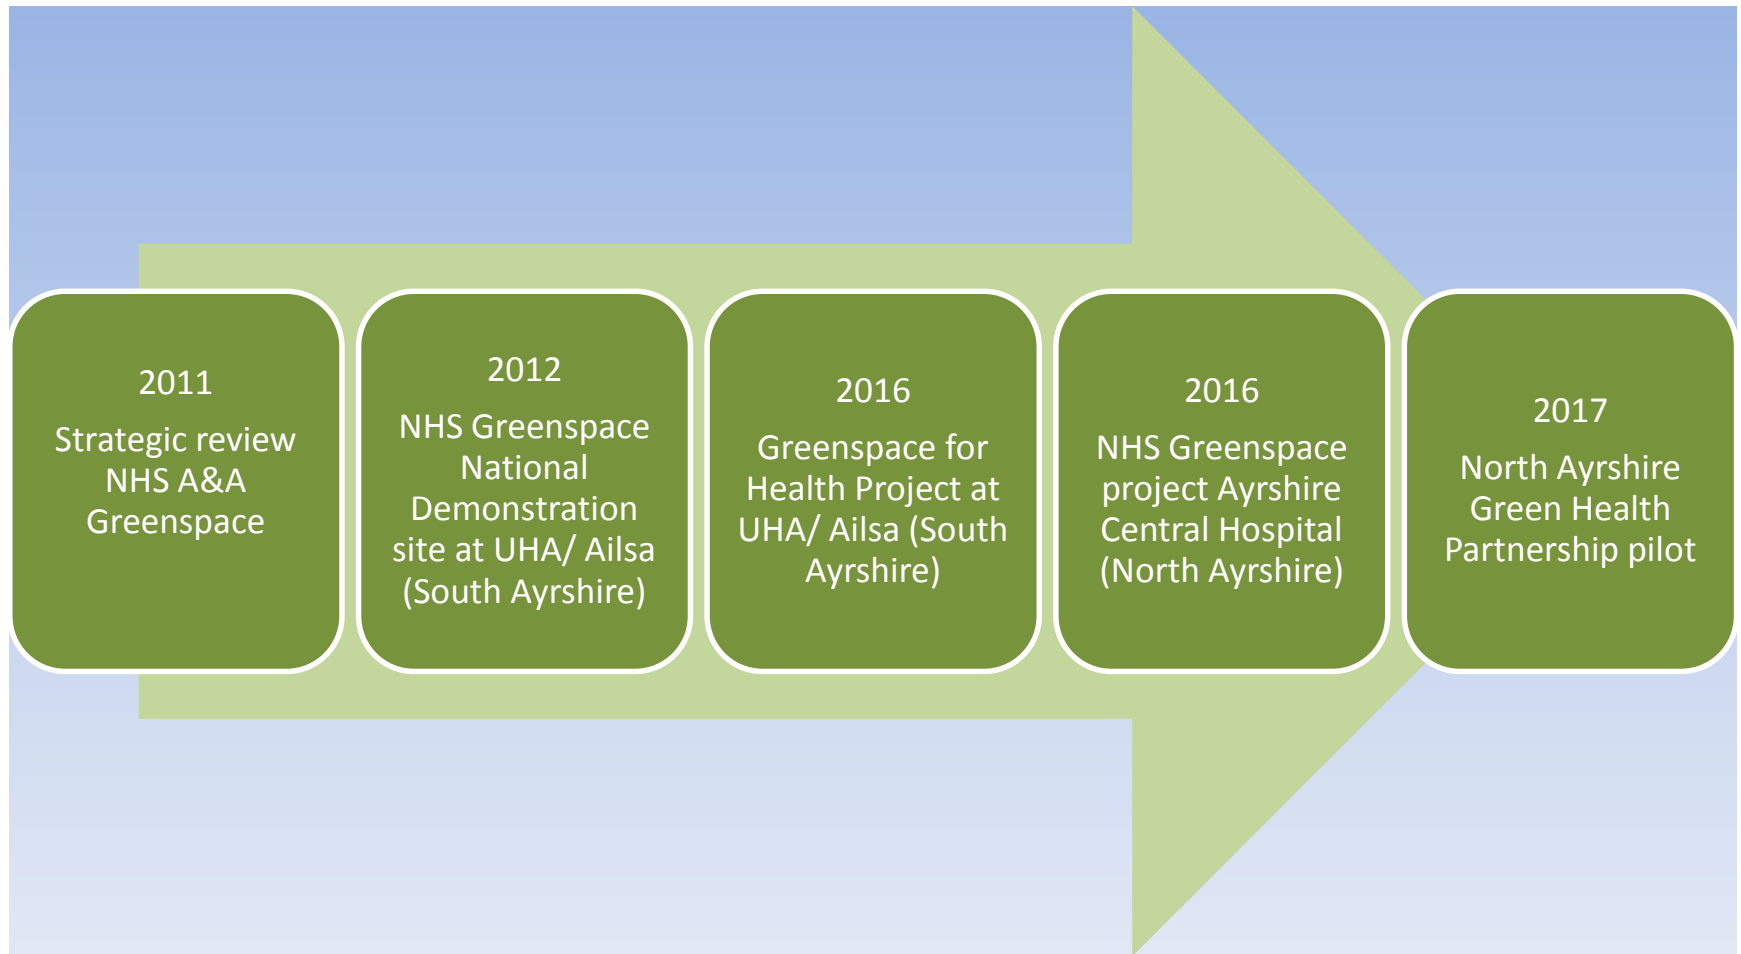 2011
Strategic review
NHS A&A
Greenspace
2012
NHS Greenspace
National
Demonstration
site at UHA/ Ailsa
(South Ayrshire)
2016
Greenspace for
Health Project at
UHA/ Ailsa (South
Ayrshire)
2016
NHS Greenspace
project Ayrshire
Central Hospital
(North Ayrshire)
2017
North Ayrshire
Green Health
Partnership pilot